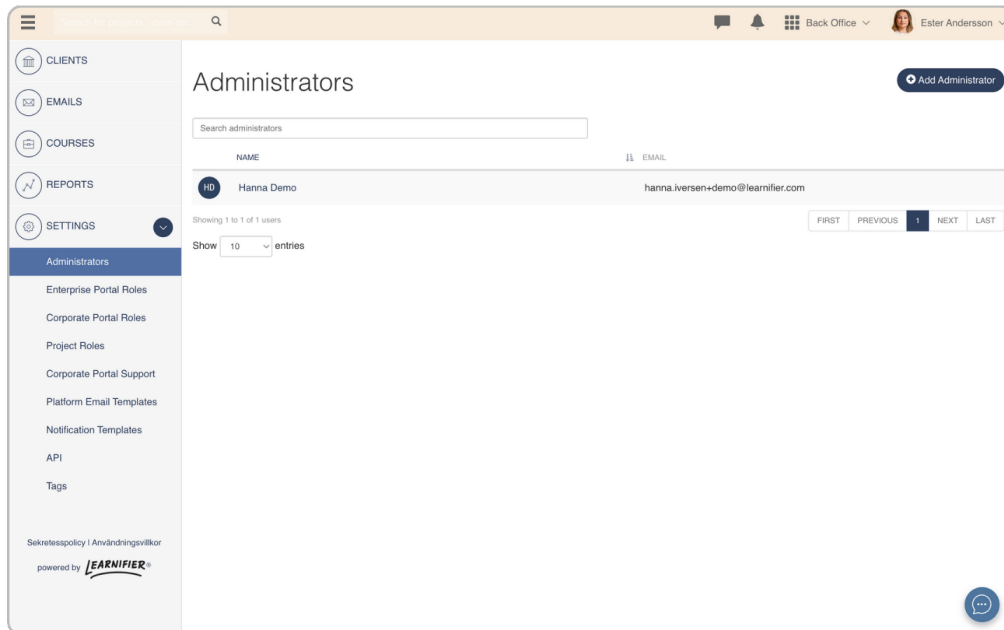 Back Office
Ester Andersson
CLIENTS
EMAILS
COURSES
REPORTS
SETTINGS
Administrators
Enterprise Portal Roles
Corporate Portal Roles
Project Roles
Corporate Portal Support
Platform Email Templates
Notification Templates
API
Tags
Sekretesspolicy | Användningsvillkor
powered by LEARNIFIER®
Administrators
Add Administrator
Search administrators
NAME
EMAIL
HD
Hanna Demo
hanna.iversen+demo@learnifier.com
Showing 1 to 1 of 1 users
FIRST PREVIOUS 1 NEXT LAST
Show 10 entries